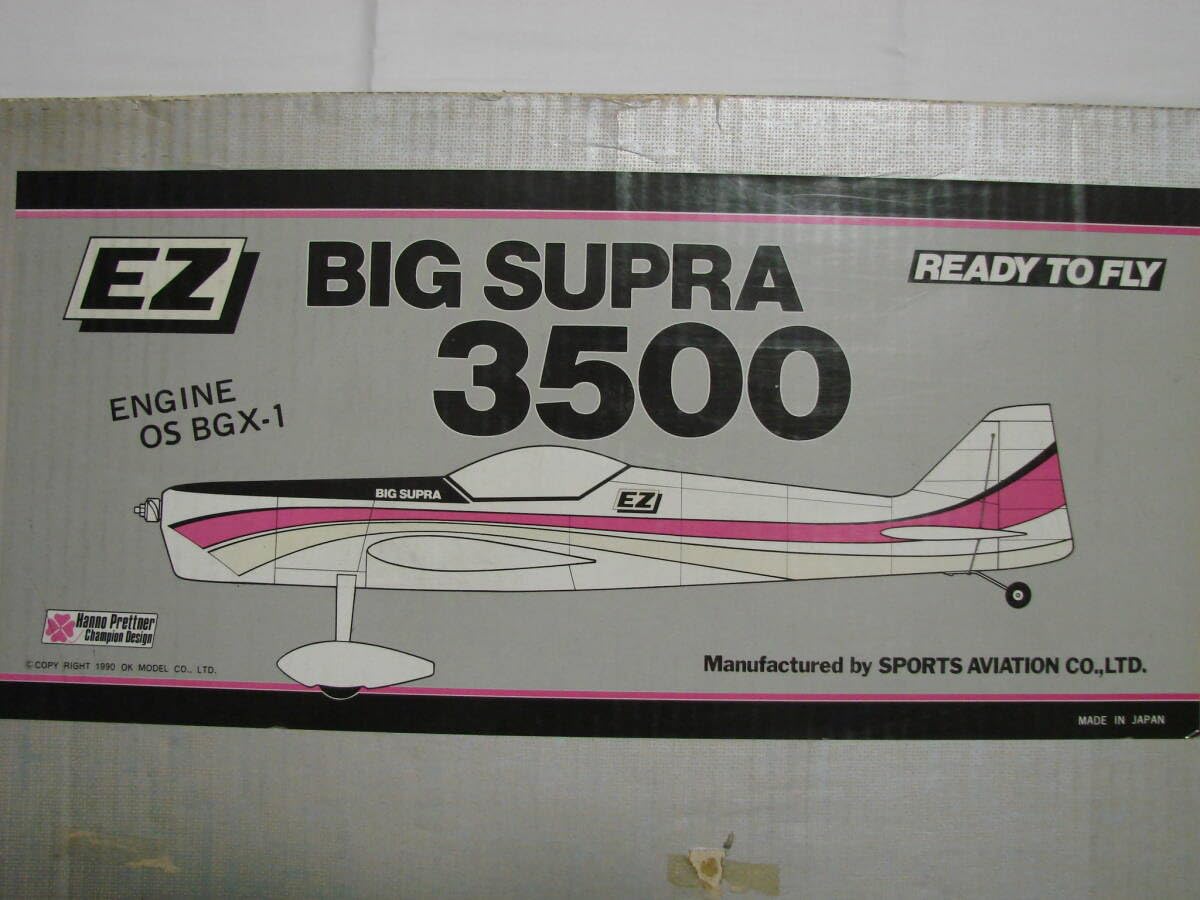 EZ
BIG SUPRA
3500
READY TO FLY
ENGINE
OS BGX-1
BIG SUPRA
EZ
Hanno Prettner
Champion Design
© COPY RIGHT 1990 OK MODEL CO., LTD.
Manufactured by SPORTS AVIATION CO.,LTD.
MADE IN JAPAN